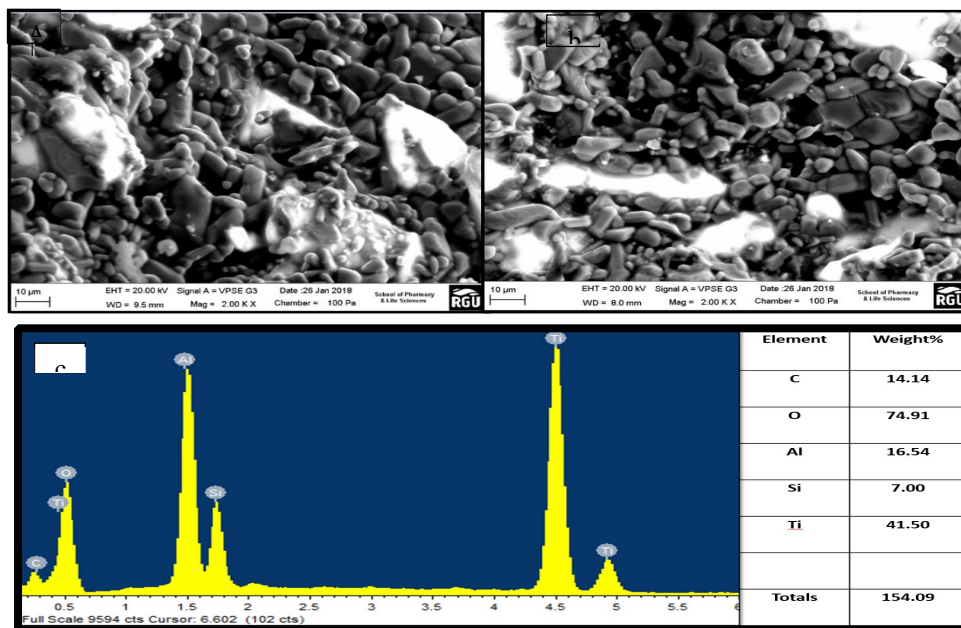 b
10 µm
EHT = 20.00 kV Signal A = VPSE G3 Date :26 Jan 2018
WD = 9.5 mm Mag = 2.00 K X Chamber = 100 Pa
School of Pharmacy
& Life Sciences
RGU
10 µm
EHT = 20.00 kV Signal A = VPSE G3 Date :26 Jan 2018
WD = 8.0 mm Mag = 2.00 K X Chamber = 100 Pa
School of Pharmacy
& Life Sciences
RGU
c
Ti
Al
O
Si
Ti
Ti
C
0.5 1 1.5 2 2.5 3 3.5 4 4.5 5 5.5 6
Full Scale 9594 cts Cursor: 6.602 (102 cts)
Element Weight%
C 14.14
O 74.91
Al 16.54
Si 7.00
Ti 41.50
Totals 154.09